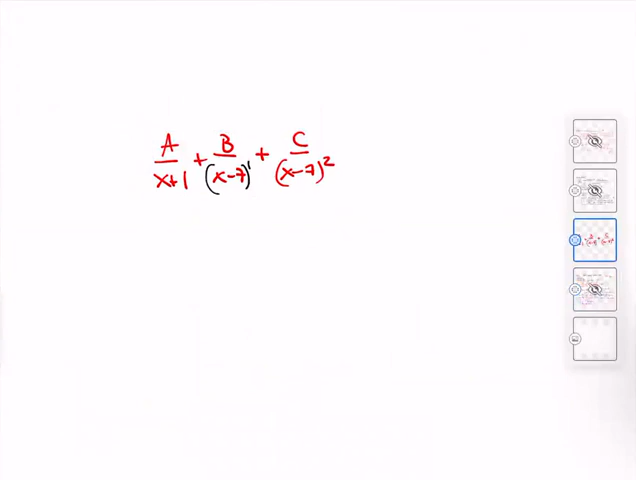 A/(x+1) + B/(x-7)^1 + C/(x-7)^2